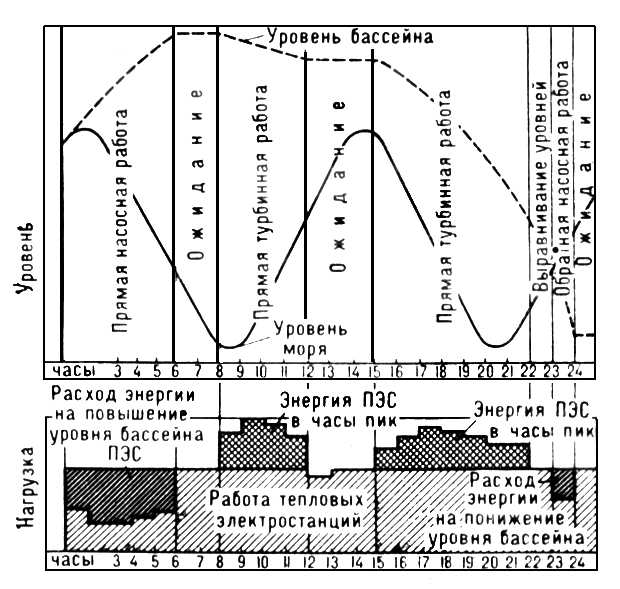 Уровень бассейна
Уровень
Прямая насосная работа
Ожидание
Прямая турбинная работа
Ожидание
Прямая турбинная работа
Выравнивание уровней
Обратная насосная работа
Ожидание
Уровень
моря
часы 3 4 5 6 7 8 9 10 11 12 13 14 15 16 17 18 19 20 21 22 23 24
Нагрузка
Расход энергии
на повышение
уровня бассейна
ПЭС
Энергия ПЭС
в часы пик
Энергия ПЭС
в часы пик
Работа тепловых
электростанций
Расход
энергии
на понижение
уровня бассейна
часы 3 4 5 6 7 8 9 10 11 12 13 14 15 16 17 18 19 20 21 22 23 24